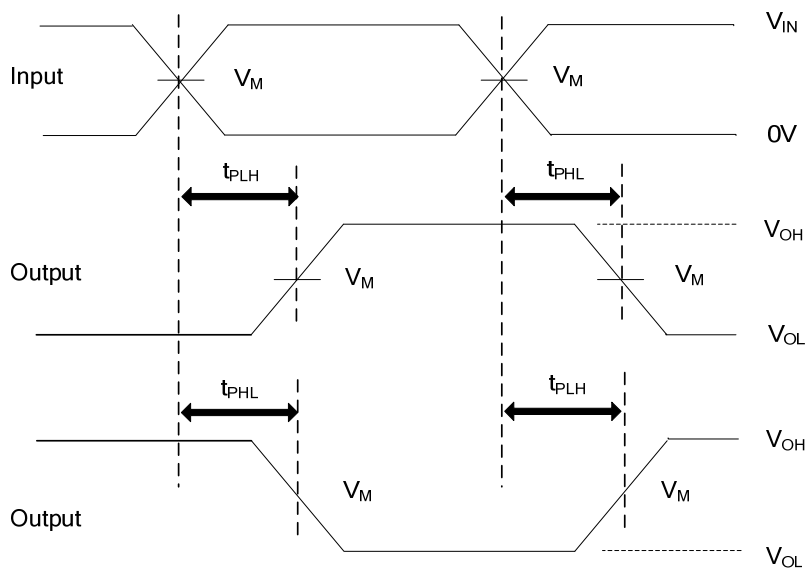 V_IN
Input V_M V_M
0V
t_PLH t_PHL
V_OH
Output V_M V_M
V_OL
t_PHL t_PLH
V_OH
V_M V_M
Output
V_OL